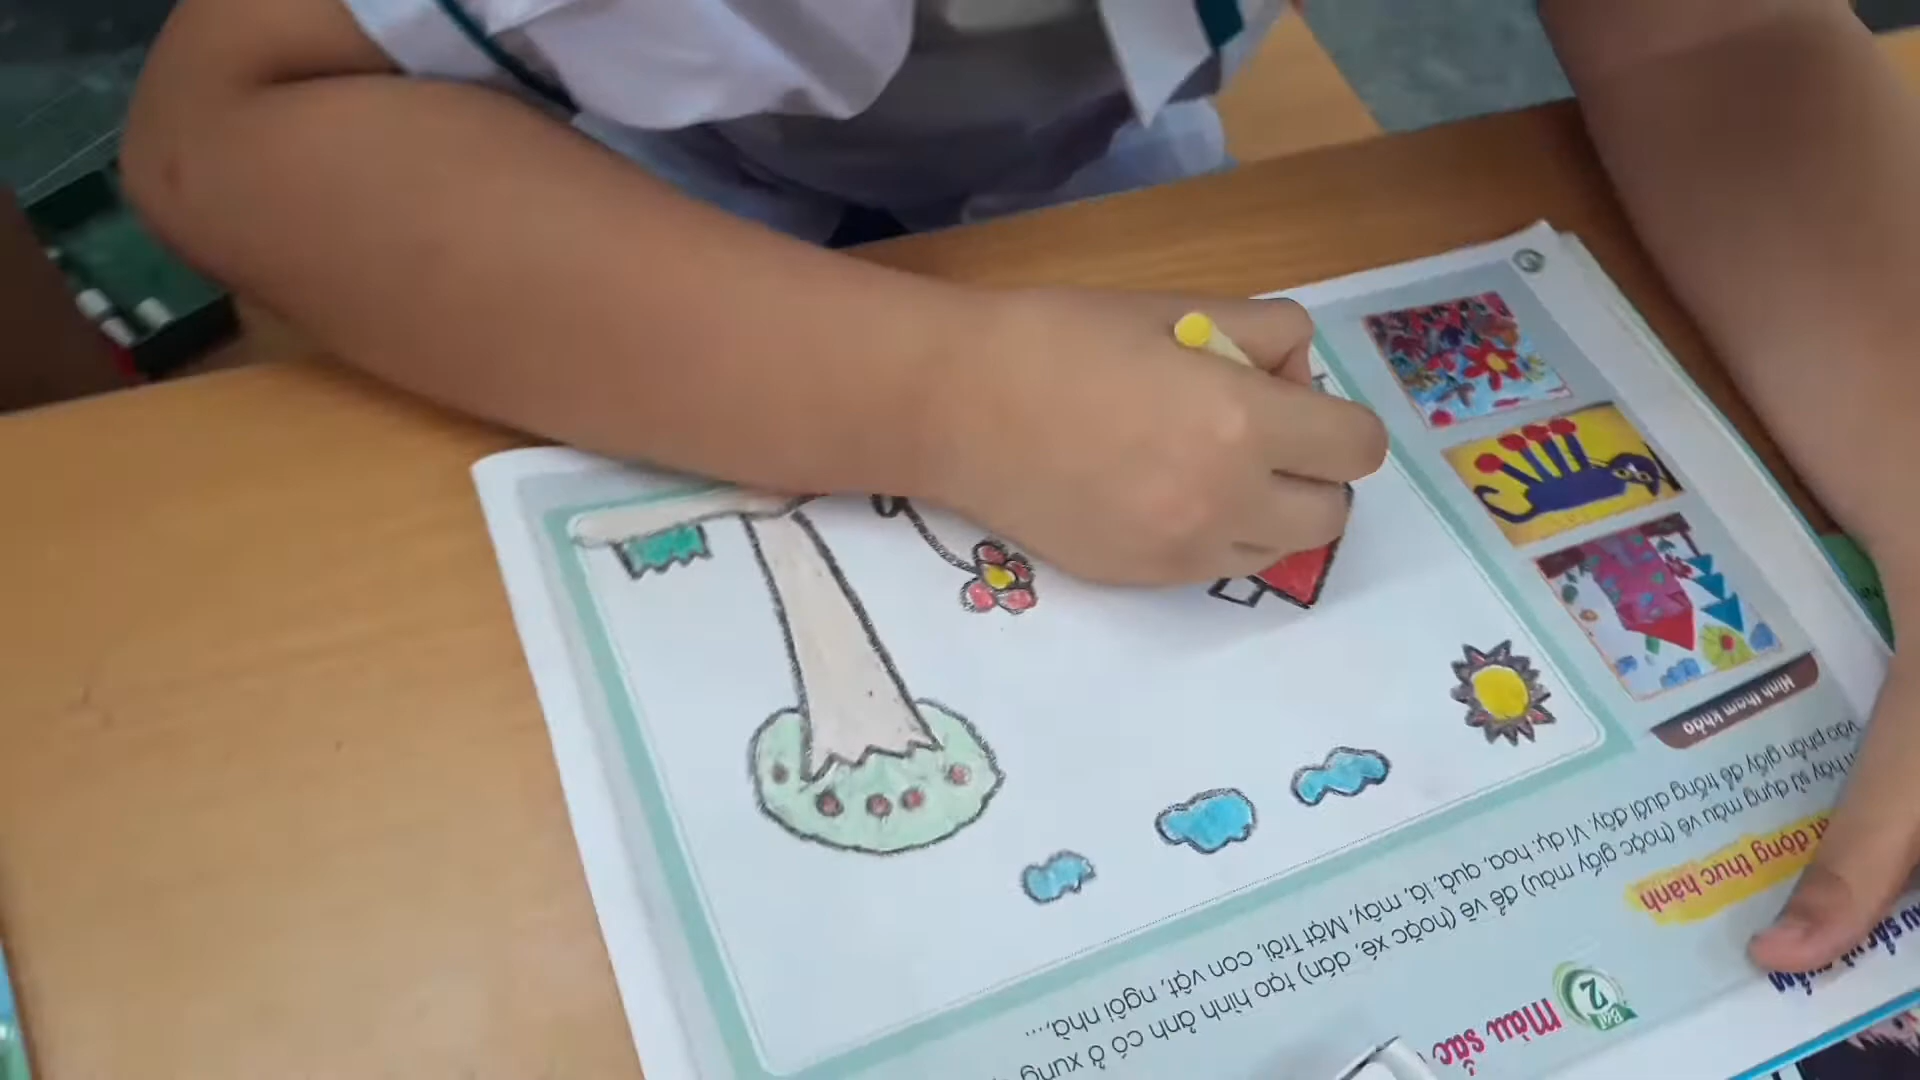 Bài 2
Màu sắc
động thực hành
hãy sử dụng màu vẽ (hoặc giấy màu) để vẽ (hoặc xé, dán) tạo hình ảnh có ở xung
vào phần giấy để trống dưới đây. Ví dụ: hoa, quả, lá, mây, Mặt Trời, con vật, ngôi nhà,...
Hình tham khảo